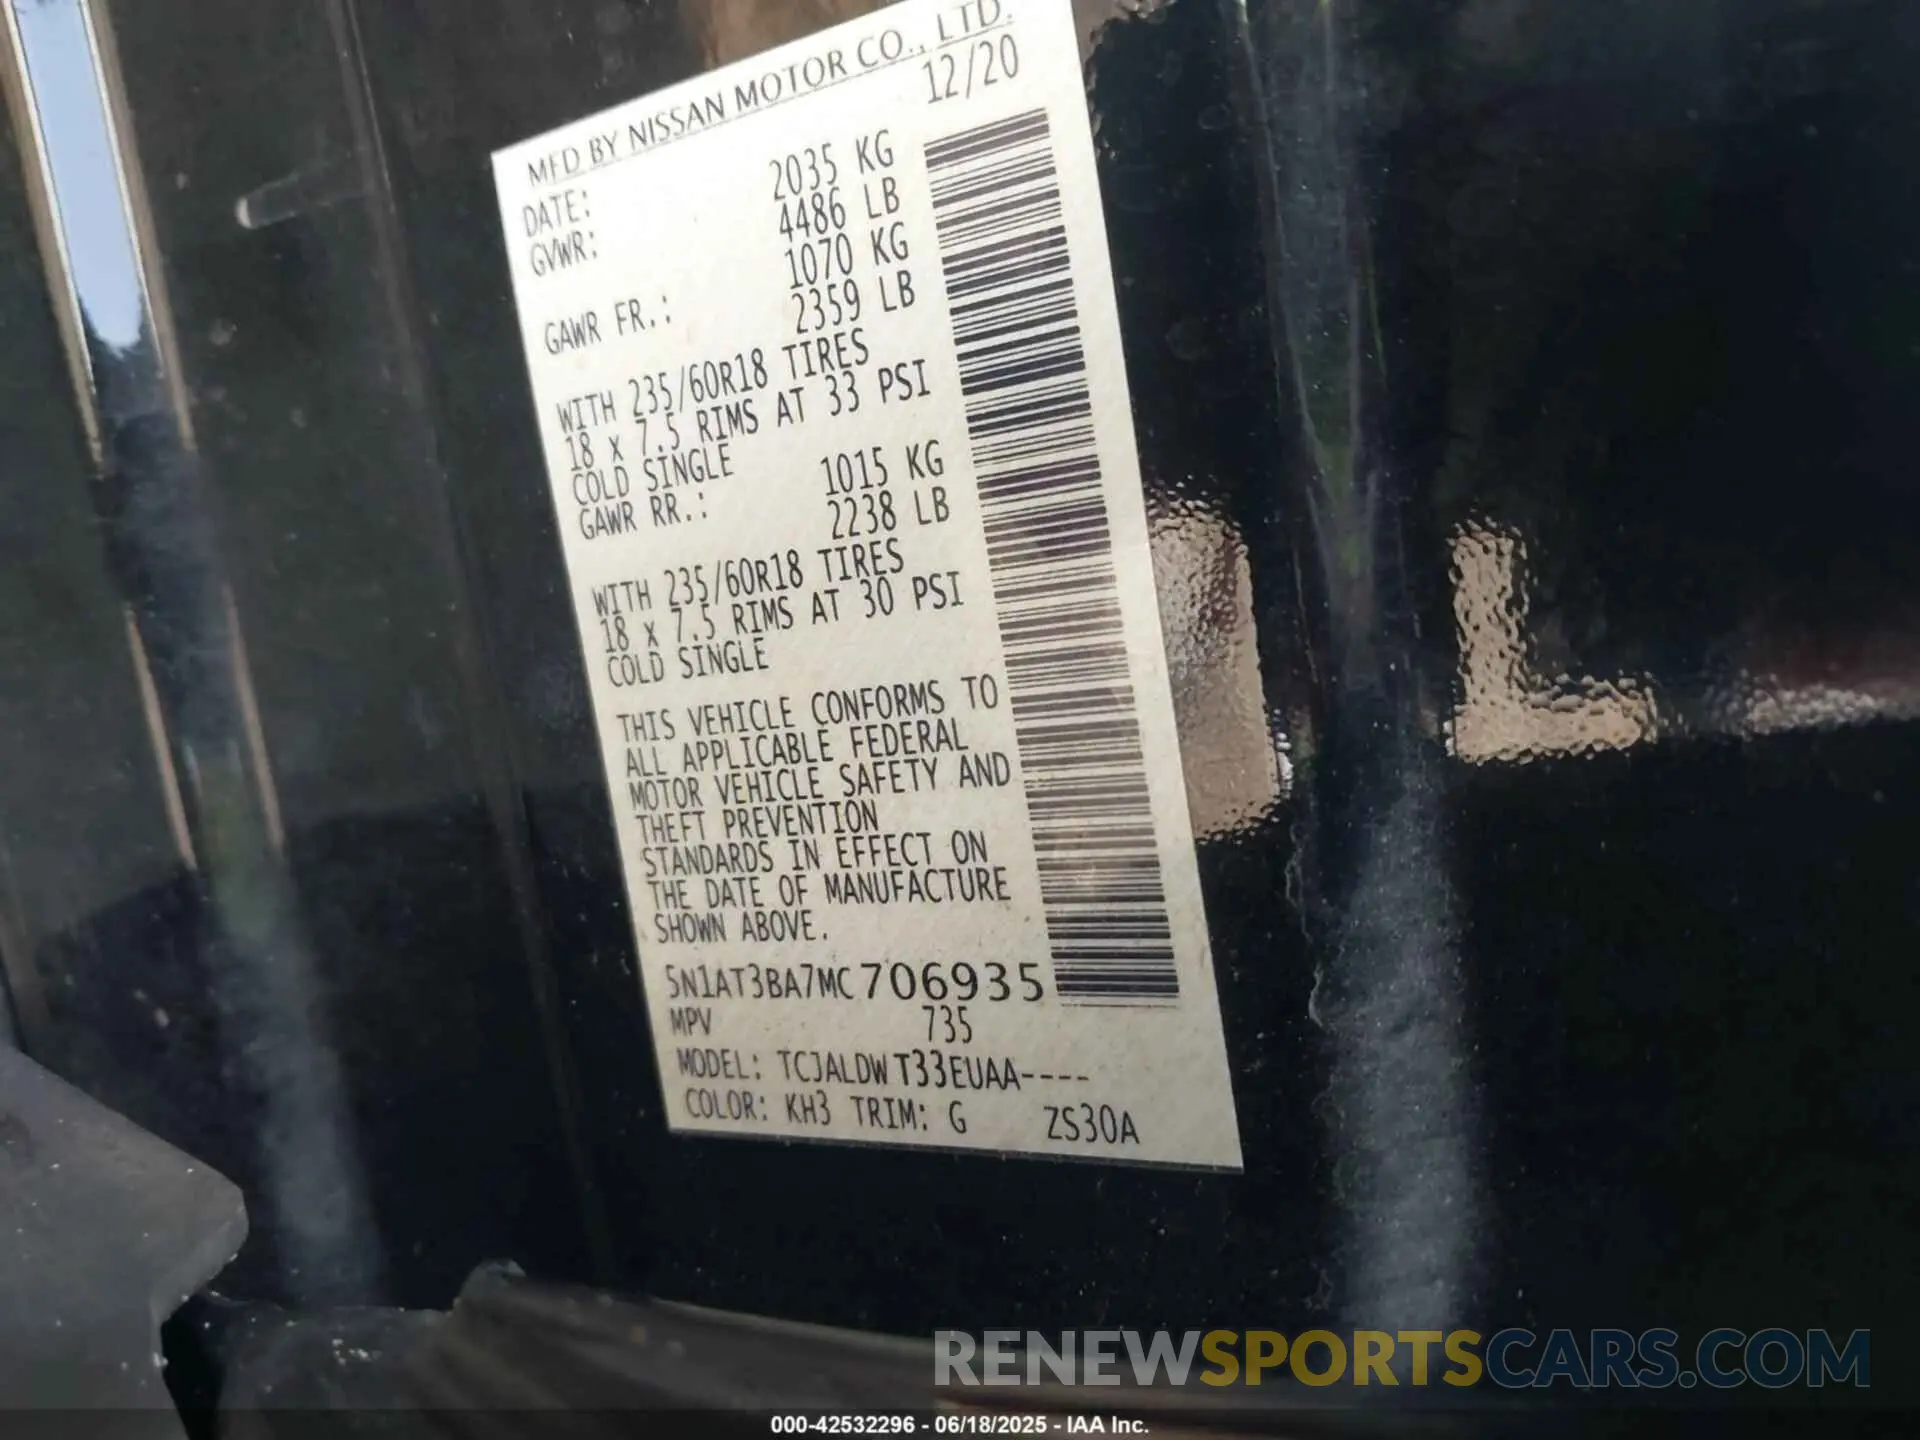 MFD BY NISSAN MOTOR CO., LTD.
DATE: 12/20
GVWR: 2035 KG
4486 LB
GAWR FR.: 1070 KG
2359 LB
WITH 235/60R18 TIRES
18 x 7.5 RIMS AT 33 PSI
COLD SINGLE
GAWR RR.: 1015 KG
2238 LB
WITH 235/60R18 TIRES
18 x 7.5 RIMS AT 30 PSI
COLD SINGLE
THIS VEHICLE CONFORMS TO
ALL APPLICABLE FEDERAL
MOTOR VEHICLE SAFETY AND
THEFT PREVENTION
STANDARDS IN EFFECT ON
THE DATE OF MANUFACTURE
SHOWN ABOVE.
5N1AT3BA7MC706935
MPV 735
MODEL: TCJALDWT33EUAA----
COLOR: KH3 TRIM: G ZS30A
RENEWSPORTSCARS.COM
000-42532296 - 06/18/2025 - IAA Inc.